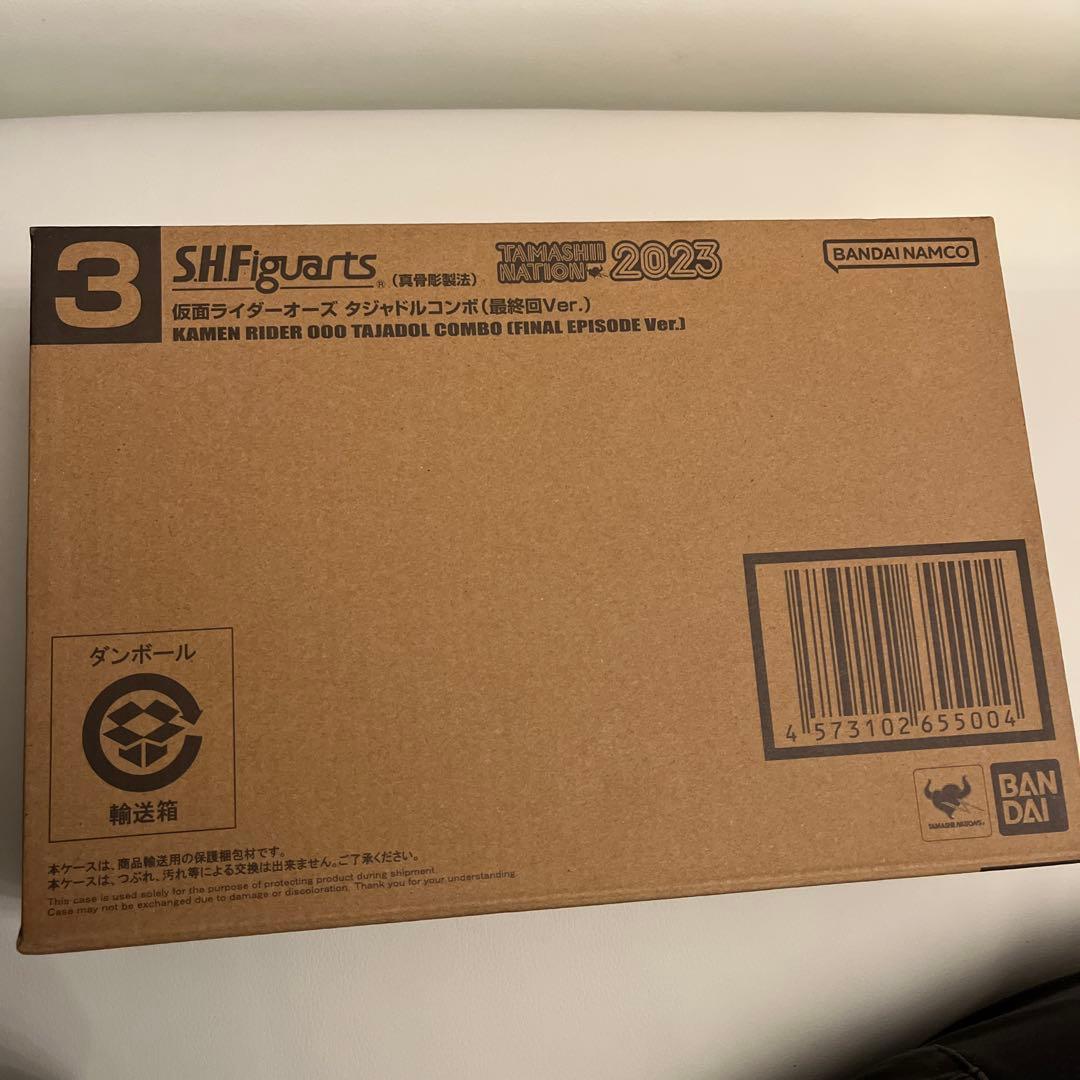 3
S.H.Figuarts ® (真骨彫製法)
TAMASHII NATION 2023
BANDAI NAMCO
仮面ライダーオーズ タジャドルコンボ(最終回Ver.)
KAMEN RIDER OOO TAJADOL COMBO (FINAL EPISODE Ver.)
4 573102 655004
ダンボール
輸送箱
TAMASHII NATIONS
BAN
DAI
本ケースは、商品輸送用の保護梱包材です。
本ケースは、つぶれ、汚れ等による交換は出来ません。ご了承ください。
This case is used solely for the purpose of protecting product during shipment.
Case may not be exchanged due to damage or discoloration. Thank you for your understanding.